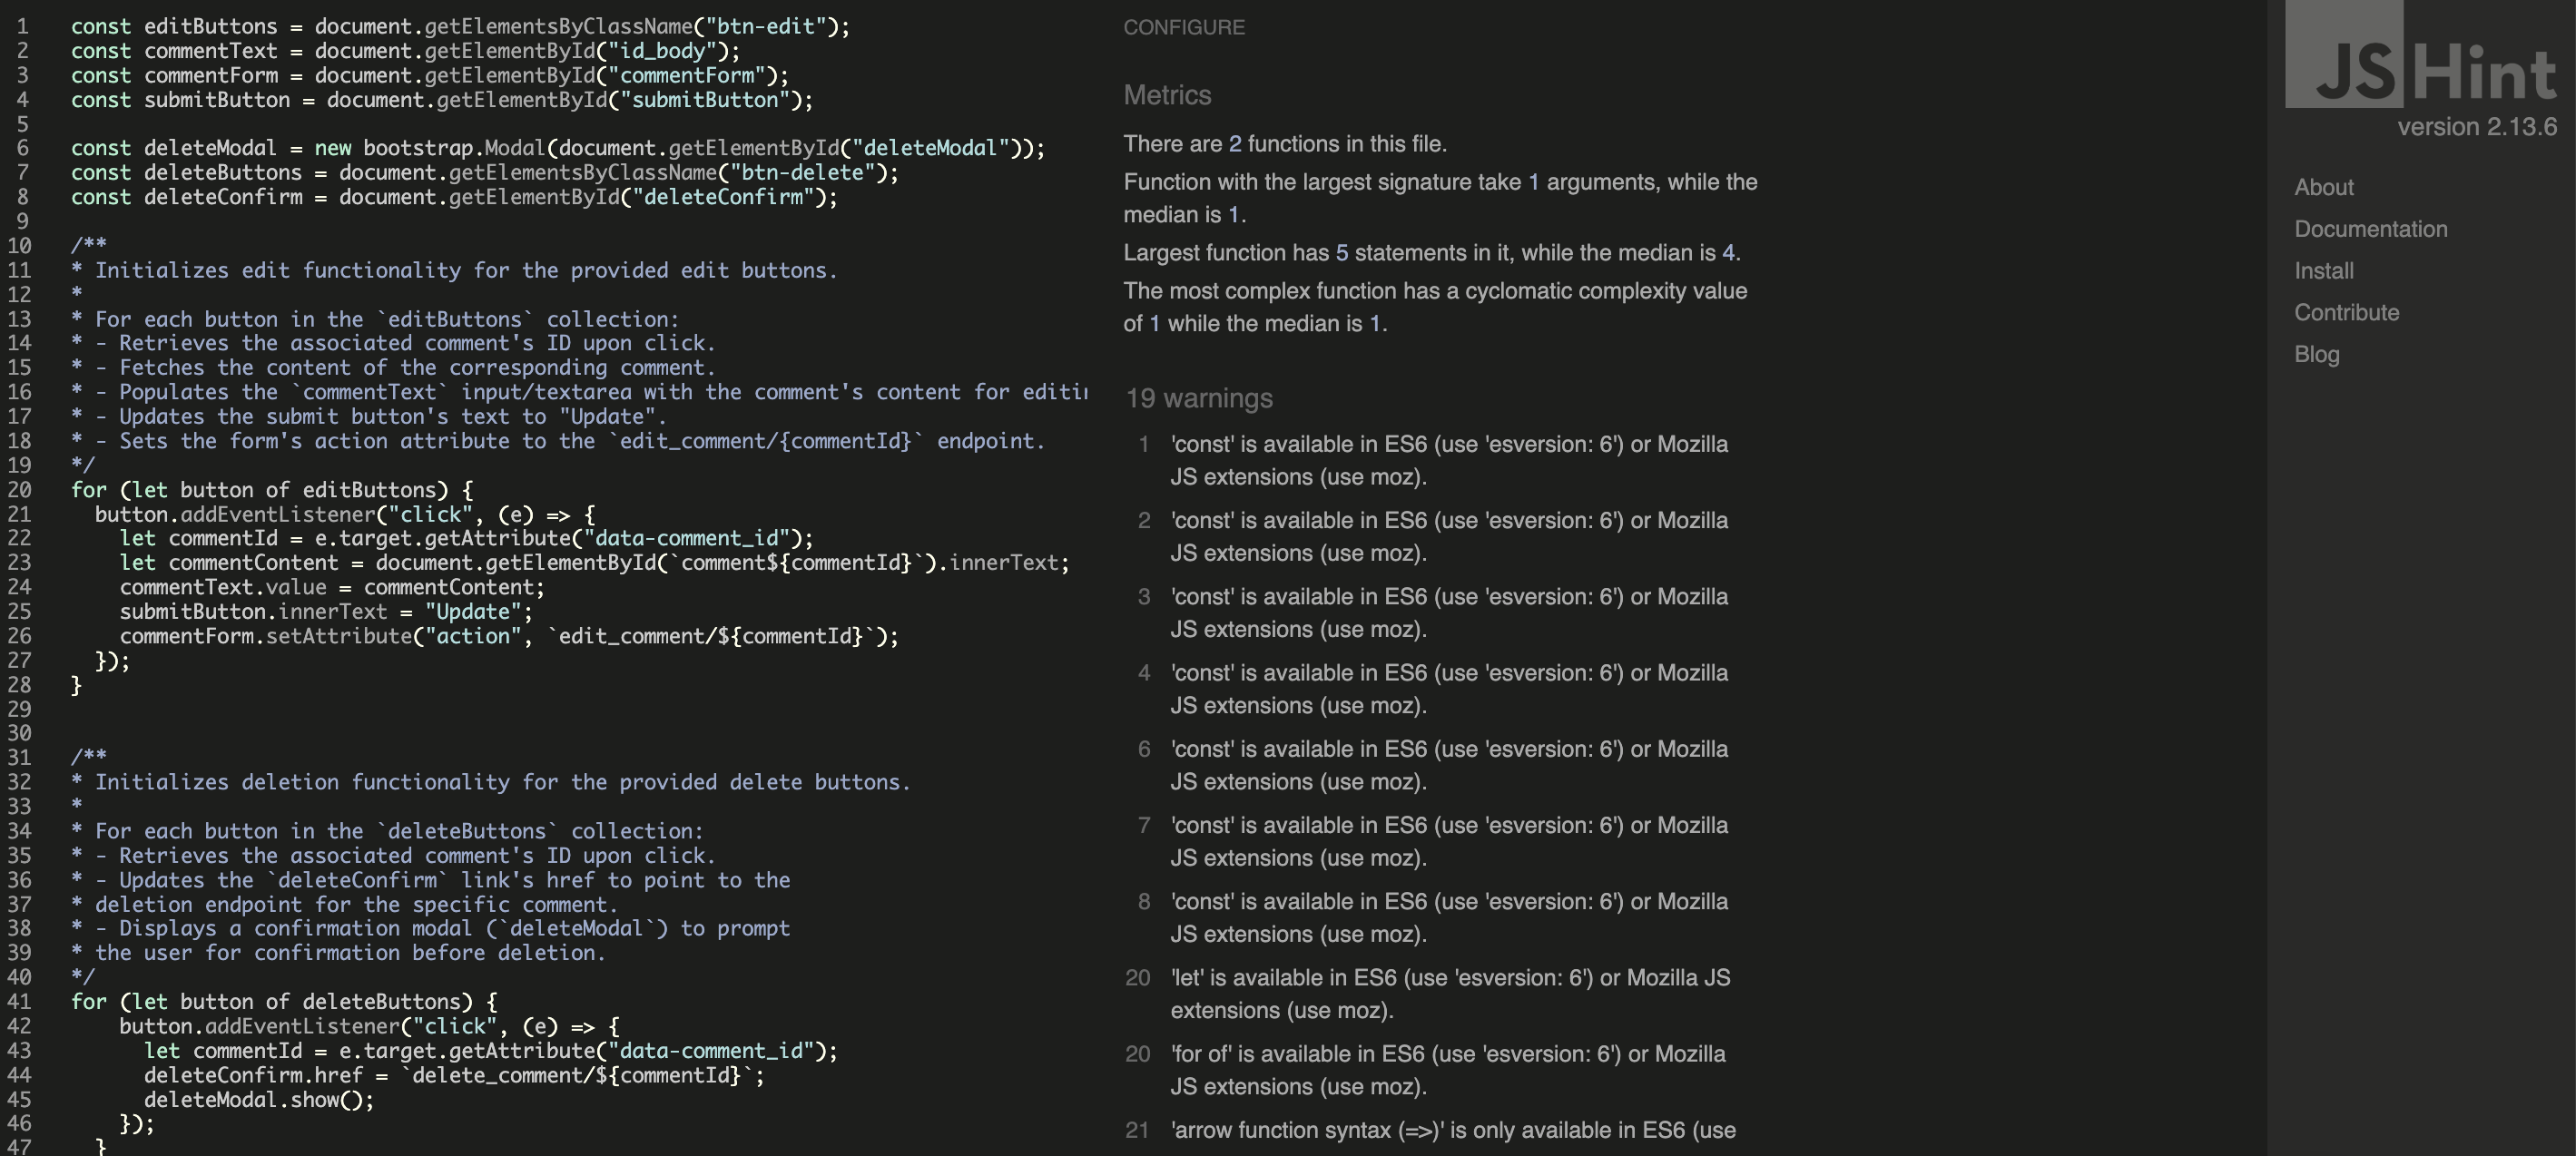 1 const editButtons = document.getElementsByClassName("btn-edit");
2 const commentText = document.getElementById("id_body");
3 const commentForm = document.getElementById("commentForm");
4 const submitButton = document.getElementById("submitButton");
5
6 const deleteModal = new bootstrap.Modal(document.getElementById("deleteModal"));
7 const deleteButtons = document.getElementsByClassName("btn-delete");
8 const deleteConfirm = document.getElementById("deleteConfirm");
9
10 /**
11 * Initializes edit functionality for the provided edit buttons.
12 *
13 * For each button in the `editButtons` collection:
14 * - Retrieves the associated comment's ID upon click.
15 * - Fetches the content of the corresponding comment.
16 * - Populates the `commentText` input/textarea with the comment's content for
17 * - Updates the submit button's text to "Update".
18 * - Sets the form's action attribute to the `edit_comment/{commentId}` endpoint.
19 */
20 for (let button of editButtons) {
21   button.addEventListener("click", (e) => {
22     let commentId = e.target.getAttribute("data-comment_id");
23     let commentContent = document.getElementById(`comment${commentId}`).innerText;
24     commentText.value = commentContent;
25     submitButton.innerText = "Update";
26     commentForm.setAttribute("action", `edit_comment/${commentId}`);
27   });
28 }
29
30
31 /**
32 * Initializes deletion functionality for the provided delete buttons.
33 *
34 * For each button in the `deleteButtons` collection:
35 * - Retrieves the associated comment's ID upon click.
36 * - Updates the `deleteConfirm` link's href to point to the
37 * deletion endpoint for the specific comment.
38 * - Displays a confirmation modal (`deleteModal`) to prompt
39 * the user for confirmation before deletion.
40 */
41 for (let button of deleteButtons) {
42     button.addEventListener("click", (e) => {
43       let commentId = e.target.getAttribute("data-comment_id");
44       deleteConfirm.href = `delete_comment/${commentId}`;
45       deleteModal.show();
46     });
47   }
CONFIGURE
Metrics
There are 2 functions in this file.
Function with the largest signature take 1 arguments, while the
median is 1.
Largest function has 5 statements in it, while the median is 4.
The most complex function has a cyclomatic complexity value
of 1 while the median is 1.
19 warnings
1 'const' is available in ES6 (use 'esversion: 6') or Mozilla
JS extensions (use moz).
2 'const' is available in ES6 (use 'esversion: 6') or Mozilla
JS extensions (use moz).
3 'const' is available in ES6 (use 'esversion: 6') or Mozilla
JS extensions (use moz).
4 'const' is available in ES6 (use 'esversion: 6') or Mozilla
JS extensions (use moz).
6 'const' is available in ES6 (use 'esversion: 6') or Mozilla
JS extensions (use moz).
7 'const' is available in ES6 (use 'esversion: 6') or Mozilla
JS extensions (use moz).
8 'const' is available in ES6 (use 'esversion: 6') or Mozilla
JS extensions (use moz).
20 'let' is available in ES6 (use 'esversion: 6') or Mozilla JS
extensions (use moz).
20 'for of' is available in ES6 (use 'esversion: 6') or Mozilla
JS extensions (use moz).
21 'arrow function syntax (=>)' is only available in ES6 (use
JSHint
version 2.13.6
About
Documentation
Install
Contribute
Blog